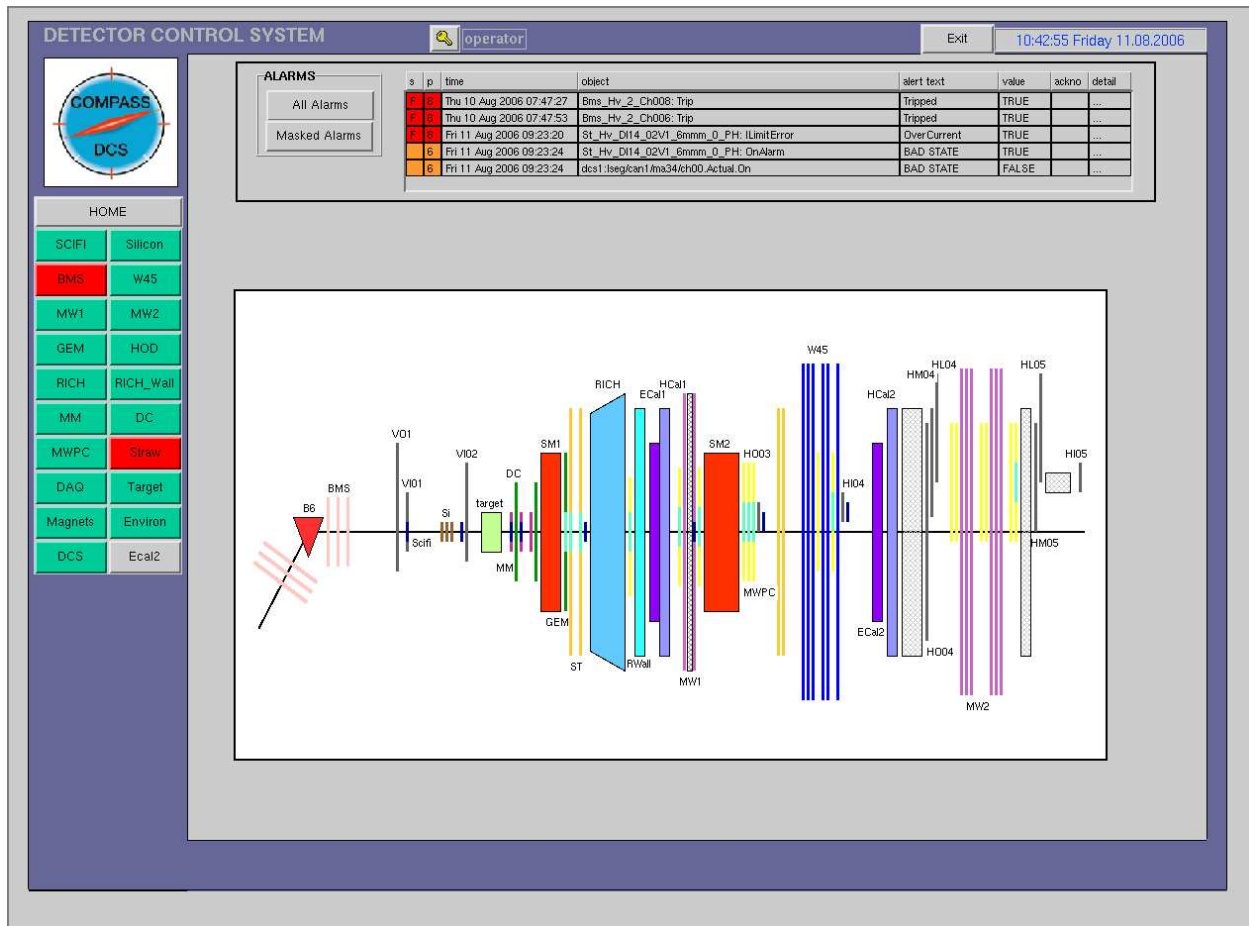 DETECTOR CONTROL SYSTEM
operator
Exit
10:42:55 Friday 11.08.2006
COMPASS
DCS
ALARMS
All Alarms
Masked Alarms
s p time object alert text value ackno detail
F 8 Thu 10 Aug 2006 07:47:27 Bms_Hv_2_Ch008: Trip Tripped TRUE ...
F 8 Thu 10 Aug 2006 07:47:53 Bms_Hv_2_Ch006: Trip Tripped TRUE ...
F 8 Fri 11 Aug 2006 09:23:20 St_Hv_Dl14_02V1_6mmm_0_PH: ILimitError OverCurrent TRUE ...
6 Fri 11 Aug 2006 09:23:24 St_Hv_Dl14_02V1_6mmm_0_PH: OnAlarm BAD STATE TRUE ...
6 Fri 11 Aug 2006 09:23:24 dcs1:Iseg/can1/ma34/ch00.Actual.On BAD STATE FALSE ...
HOME
SCIFI Silicon
BMS W45
MW1 MW2
GEM HOD
RICH RICH_Wall
MM DC
MWPC Straw
DAQ Target
Magnets Environ
DCS Ecal2
W45
HL04 HL05
HM04
RICH HCal1
ECal1 HCal2
VO1
SM1 SM2
VI02 HO03 HI05
DC
VI01 HI04
BMS
target
B6 Si
Scifi HM05
MM
MWPC
GEM
ECal2
HO04
ST RWall
MW1
MW2